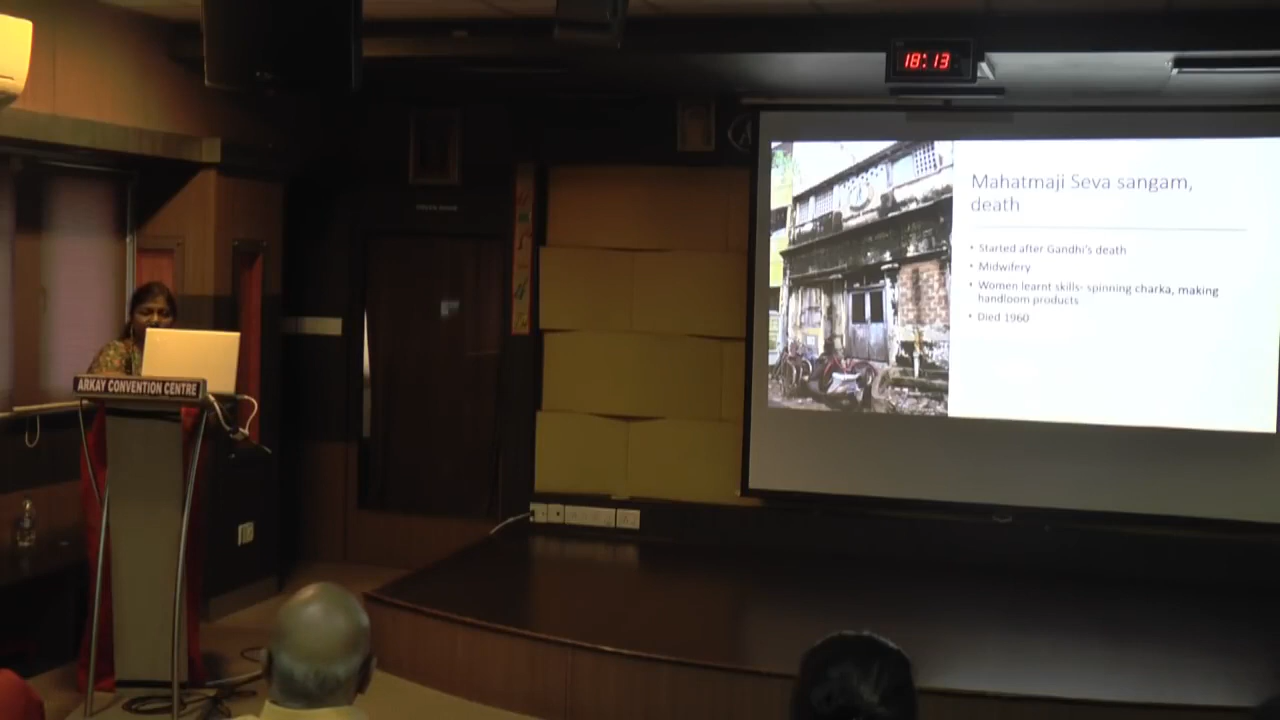 18:13
Mahatmaji Seva sangam,
death
• Started after Gandhi's death
• Midwifery
• Women learnt skills- spinning charka, making
handloom products
• Died 1960
ARKAY CONVENTION CENTRE